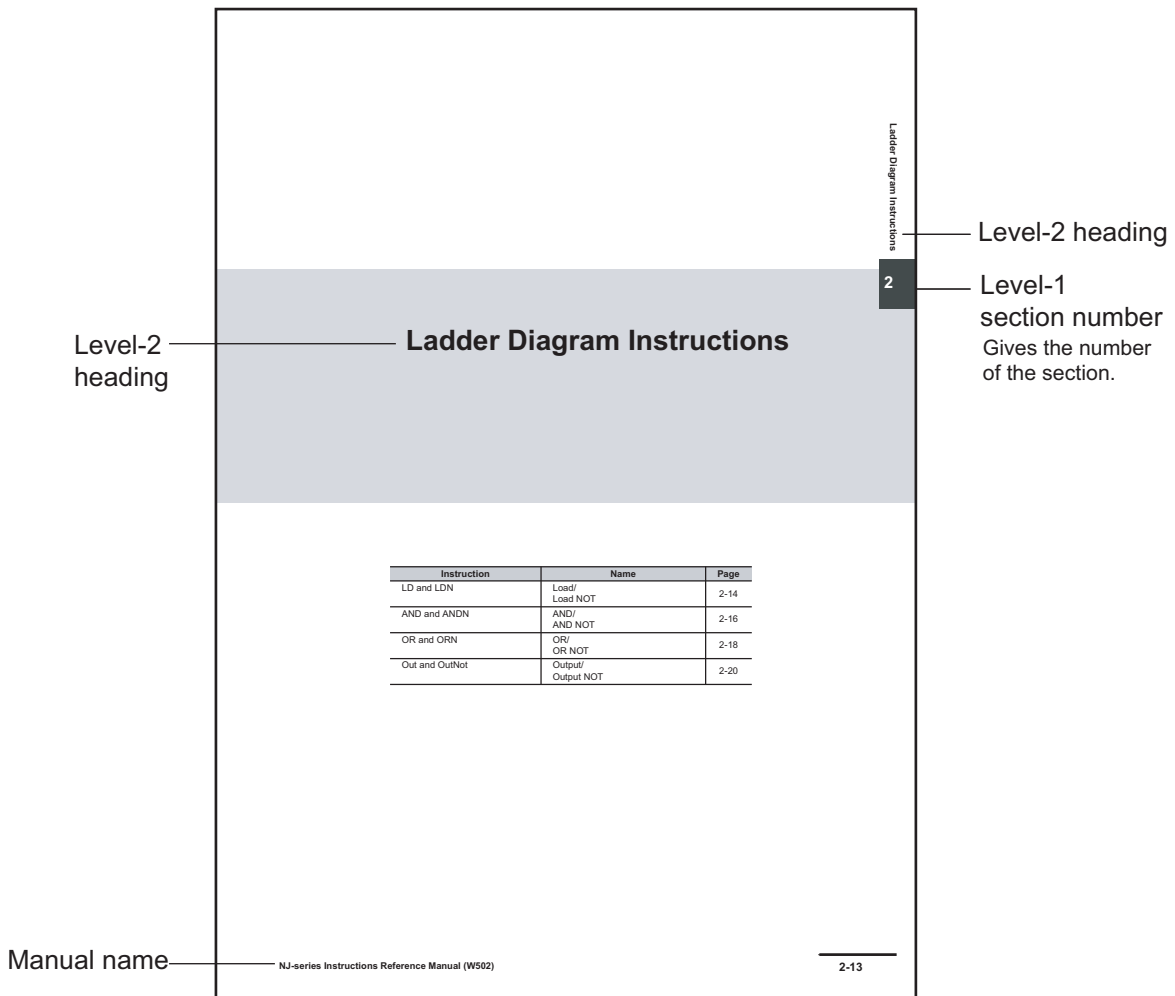 Ladder Diagram Instructions
Level-2 heading
2
Level-1
section number
Gives the number
of the section.
Level-2
heading
Ladder Diagram Instructions
Instruction Name Page
LD and LDN Load/
Load NOT 2-14
AND and ANDN AND/
AND NOT 2-16
OR and ORN OR/
OR NOT 2-18
Out and OutNot Output/
Output NOT 2-20
Manual name
NJ-series Instructions Reference Manual (W502)
2-13